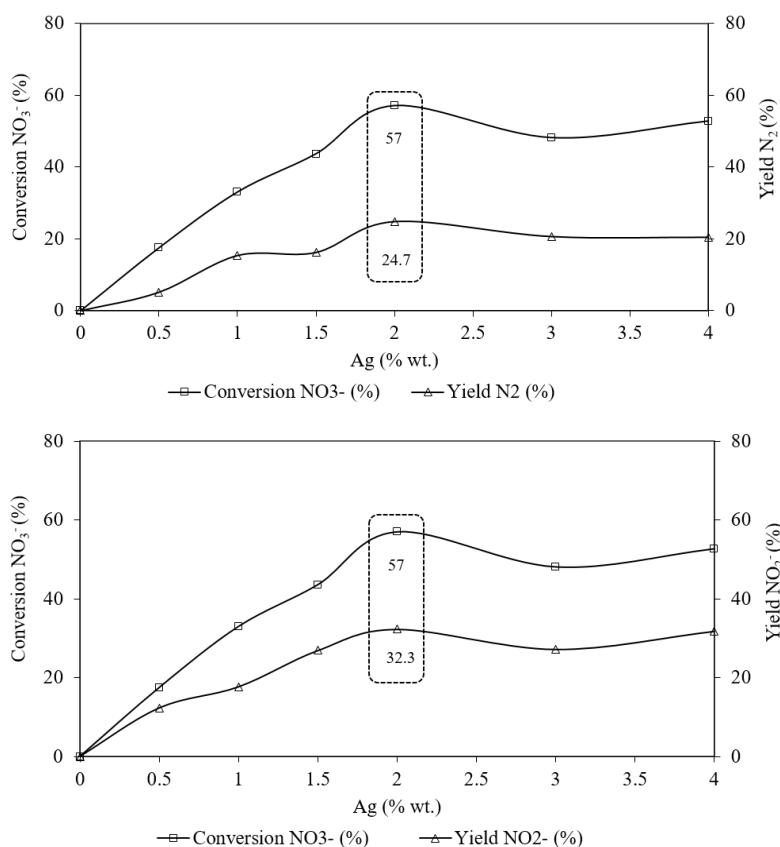 80
60
40
20
0
Conversion NO₃⁻ (%)
57
24.7
80
60
40
20
0
Yield N₂ (%)
0 0.5 1 1.5 2 2.5 3 3.5 4
Ag (% wt.)
Conversion NO3- (%) Yield N2 (%)
80
60
40
20
0
Conversion NO₃⁻ (%)
57
32.3
80
60
40
20
0
Yield NO₂⁻ (%)
0 0.5 1 1.5 2 2.5 3 3.5 4
Ag (% wt.)
Conversion NO3- (%) Yield NO2- (%)